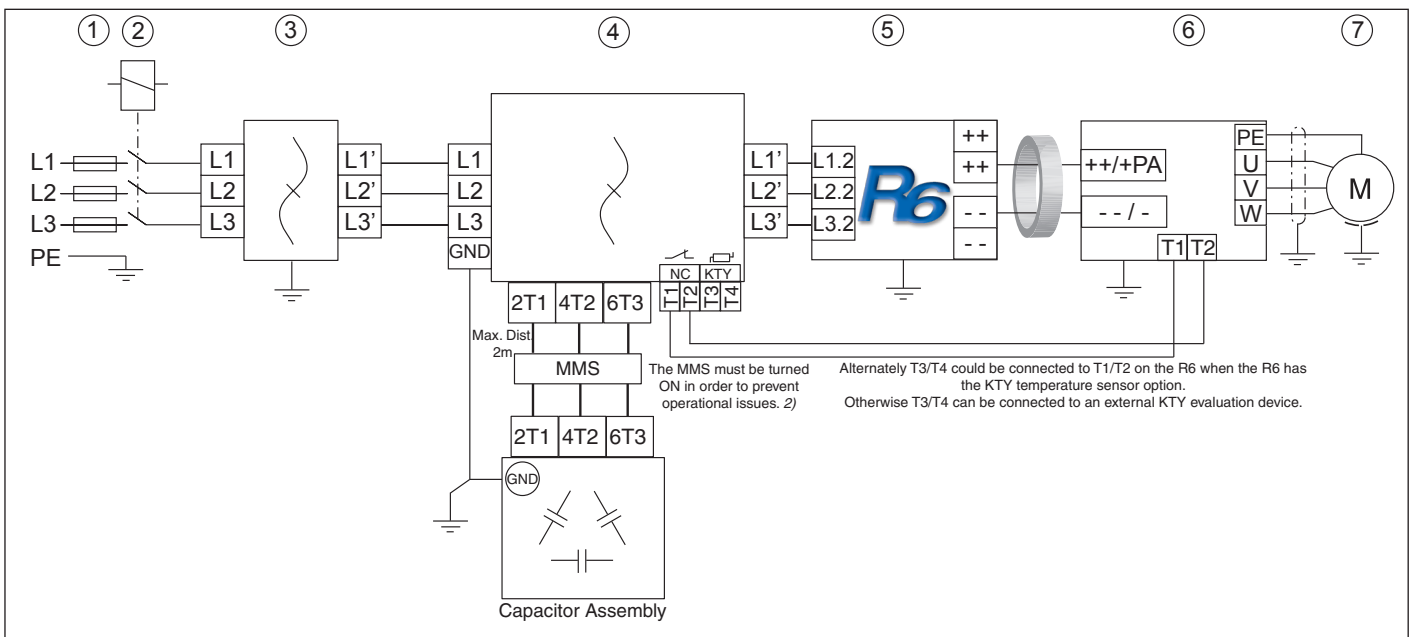 1 2 3 4 5 6 7
L1 L1 L1' L1 L1' L1.2 ++ PE
L2 L2 L2' L2 L2' L2.2 R6 ++ ++/+PA U
L3 L3 L3' L3 L3' L3.2 - - - - / - V M
PE GND - - W
NC KTY
T1 T2 T3 T4
T1 T2
2T1 4T2 6T3
Max. Dist.
2m
MMS
The MMS must be turned
ON in order to prevent
operational issues. 2)
Alternately T3/T4 could be connected to T1/T2 on the R6 when the R6 has
the KTY temperature sensor option.
Otherwise T3/T4 can be connected to an external KTY evaluation device.
2T1 4T2 6T3
GND
Capacitor Assembly